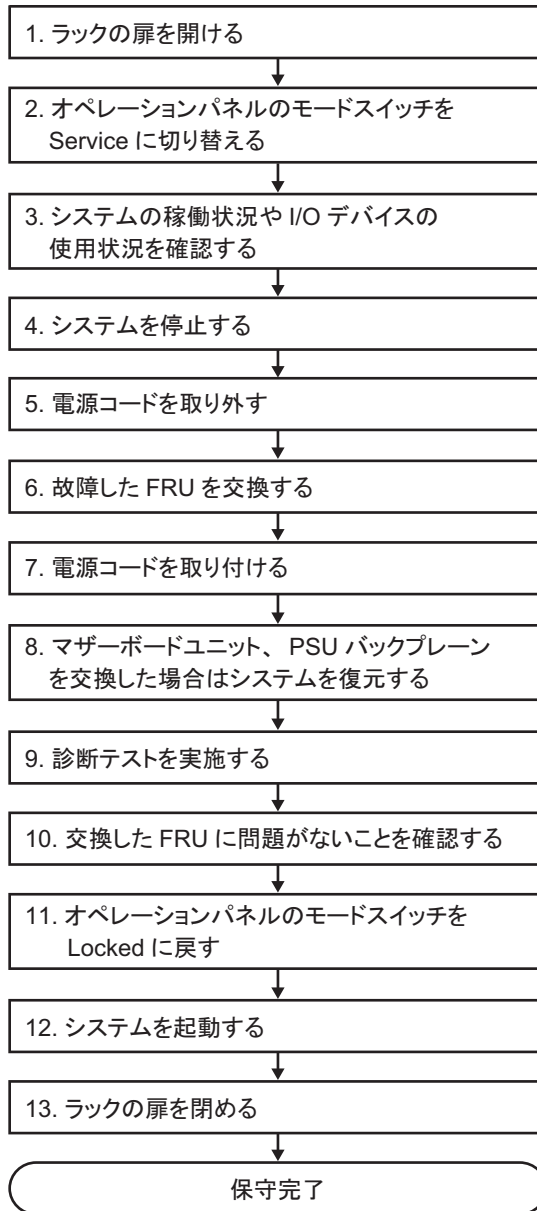 1. ラックの扉を開ける
2. オペレーションパネルのモードスイッチを
Service に切り替える
3. システムの稼働状況や I/O デバイスの
使用状況を確認する
4. システムを停止する
5. 電源コードを取り外す
6. 故障した FRU を交換する
7. 電源コードを取り付ける
8. マザーボードユニット、 PSU バックプレーン
を交換した場合はシステムを復元する
9. 診断テストを実施する
10. 交換した FRU に問題がないことを確認する
11. オペレーションパネルのモードスイッチを
Locked に戻す
12. システムを起動する
13. ラックの扉を閉める
保守完了